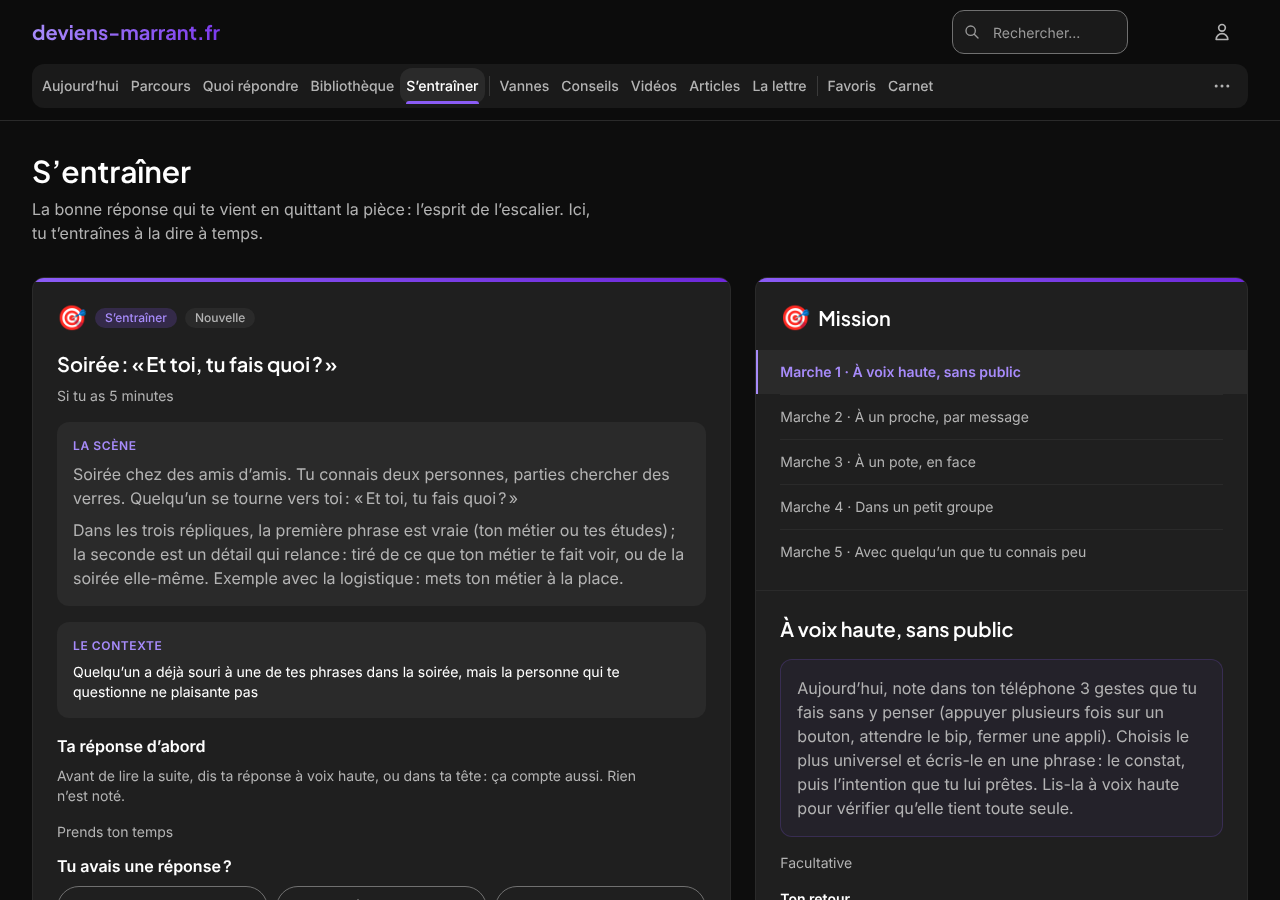 deviens-marrant.fr
Rechercher...
Aujourd’hui Parcours Quoi répondre Bibliothèque S’entraîner Vannes Conseils Vidéos Articles La lettre Favoris Carnet
S’entraîner
La bonne réponse qui te vient en quittant la pièce : l’esprit de l’escalier. Ici,
tu t’entraînes à la dire à temps.
S’entraîner Nouvelle
Soirée : « Et toi, tu fais quoi ? »
Si tu as 5 minutes
LA SCÈNE
Soirée chez des amis d’amis. Tu connais deux personnes, parties chercher des
verres. Quelqu’un se tourne vers toi : « Et toi, tu fais quoi ? »
Dans les trois répliques, la première phrase est vraie (ton métier ou tes études) ;
la seconde est un détail qui relance : tiré de ce que ton métier te fait voir, ou de la
soirée elle-même. Exemple avec la logistique : mets ton métier à la place.
LE CONTEXTE
Quelqu’un a déjà souri à une de tes phrases dans la soirée, mais la personne qui te
questionne ne plaisante pas
Ta réponse d’abord
Avant de lire la suite, dis ta réponse à voix haute, ou dans ta tête : ça compte aussi. Rien
n’est noté.
Prends ton temps
Tu avais une réponse ?
Mission
Marche 1 · À voix haute, sans public
Marche 2 · À un proche, par message
Marche 3 · À un pote, en face
Marche 4 · Dans un petit groupe
Marche 5 · Avec quelqu’un que tu connais peu
À voix haute, sans public
Aujourd’hui, note dans ton téléphone 3 gestes que tu
fais sans y penser (appuyer plusieurs fois sur un
bouton, attendre le bip, fermer une appli). Choisis le
plus universel et écris-le en une phrase : le constat,
puis l’intention que tu lui prêtes. Lis-la à voix haute
pour vérifier qu’elle tient toute seule.
Facultative
Ton retour